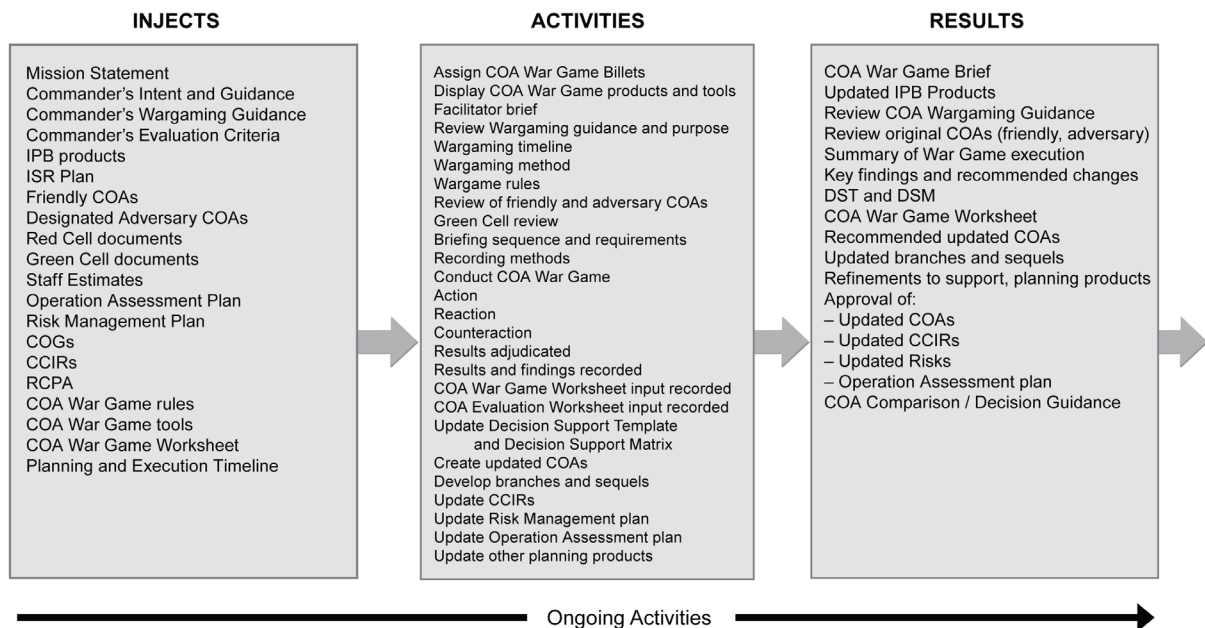 INJECTS
Mission Statement
Commander's Intent and Guidance
Commander's Wargaming Guidance
Commander's Evaluation Criteria
IPB products
ISR Plan
Friendly COAs
Designated Adversary COAs
Red Cell documents
Green Cell documents
Staff Estimates
Operation Assessment Plan
Risk Management Plan
COGs
CCIRs
RCPA
COA War Game rules
COA War Game tools
COA War Game Worksheet
Planning and Execution Timeline
ACTIVITIES
Assign COA War Game Billets
Display COA War Game products and tools
Facilitator brief
Review Wargaming guidance and purpose
Wargaming timeline
Wargaming method
Wargame rules
Review of friendly and adversary COAs
Green Cell review
Briefing sequence and requirements
Recording methods
Conduct COA War Game
Action
Reaction
Counteraction
Results adjudicated
Results and findings recorded
COA War Game Worksheet input recorded
COA Evaluation Worksheet input recorded
Update Decision Support Template
and Decision Support Matrix
Create updated COAs
Develop branches and sequels
Update CCIRs
Update Risk Management plan
Update Operation Assessment plan
Update other planning products
RESULTS
COA War Game Brief
Updated IPB Products
Review COA Wargaming Guidance
Review original COAs (friendly, adversary)
Summary of War Game execution
Key findings and recommended changes
DST and DSM
COA War Game Worksheet
Recommended updated COAs
Updated branches and sequels
Refinements to support, planning products
Approval of:
– Updated COAs
– Updated CCIRs
– Updated Risks
– Operation Assessment plan
COA Comparison / Decision Guidance
Ongoing Activities